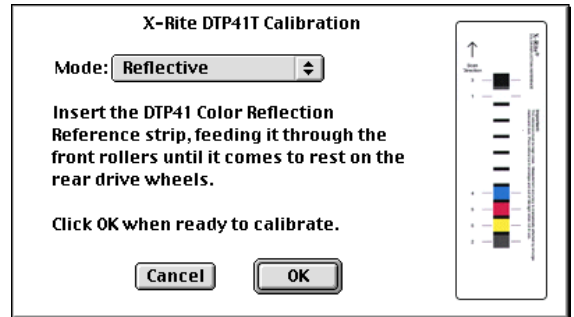 X-Rite DTP41T Calibration
Mode: Reflective
Insert the DTP41 Color Reflection
Reference strip, feeding it through the
front rollers until it comes to rest on the
rear drive wheels.
Click OK when ready to calibrate.
Cancel
OK
X-Rite®